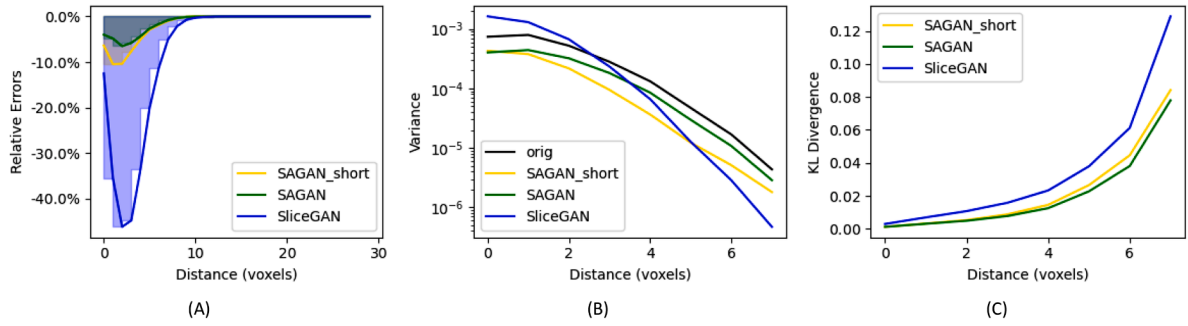 0.0%
-10.0%
-20.0%
-30.0%
-40.0%
Relative Errors
SAGAN_short
SAGAN
SliceGAN
0 10 20 30
Distance (voxels)
(A)
10⁻³
10⁻⁴
10⁻⁵
10⁻⁶
Variance
orig
SAGAN_short
SAGAN
SliceGAN
0 2 4 6
Distance (voxels)
(B)
0.12
0.10
0.08
0.06
0.04
0.02
0.00
KL Divergence
SAGAN_short
SAGAN
SliceGAN
0 2 4 6
Distance (voxels)
(C)